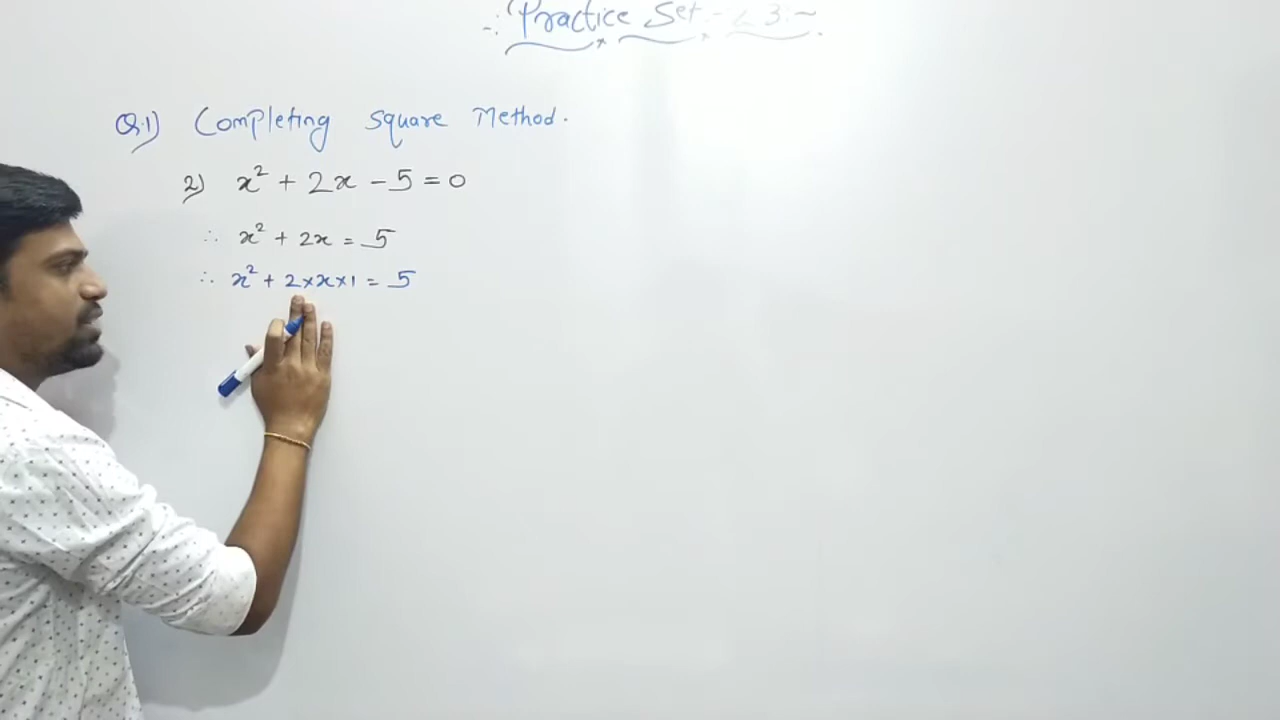 Practice Set - 2.3
Q.1) Completing Square Method.
2) x² + 2x - 5 = 0
∴ x² + 2x = 5
∴ x² + 2×x×1 = 5